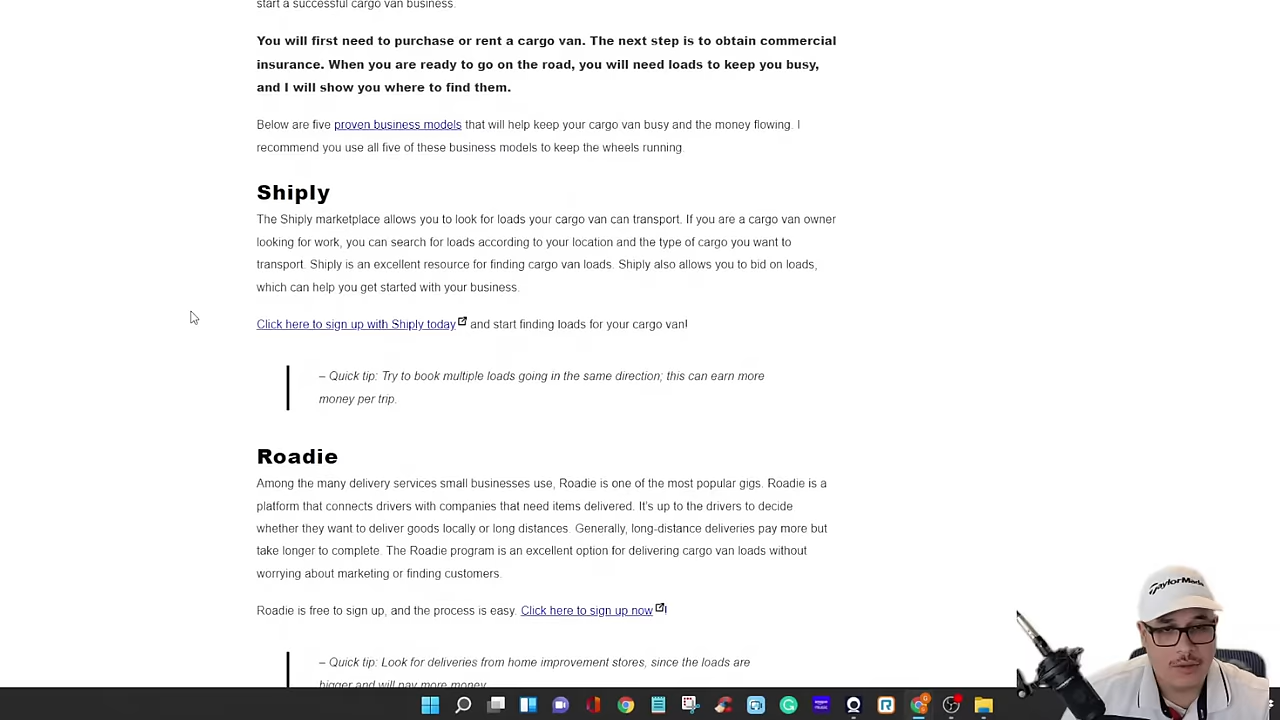 start a successful cargo van business.
You will first need to purchase or rent a cargo van. The next step is to obtain commercial
insurance. When you are ready to go on the road, you will need loads to keep you busy,
and I will show you where to find them.
Below are five proven business models that will help keep your cargo van busy and the money flowing. I
recommend you use all five of these business models to keep the wheels running.
Shiply
The Shiply marketplace allows you to look for loads your cargo van can transport. If you are a cargo van owner
looking for work, you can search for loads according to your location and the type of cargo you want to
transport. Shiply is an excellent resource for finding cargo van loads. Shiply also allows you to bid on loads,
which can help you get started with your business.
Click here to sign up with Shiply today and start finding loads for your cargo van!
– Quick tip: Try to book multiple loads going in the same direction; this can earn more
money per trip.
Roadie
Among the many delivery services small businesses use, Roadie is one of the most popular gigs. Roadie is a
platform that connects drivers with companies that need items delivered. It's up to the drivers to decide
whether they want to deliver goods locally or long distances. Generally, long-distance deliveries pay more but
take longer to complete. The Roadie program is an excellent option for delivering cargo van loads without
worrying about marketing or finding customers.
Roadie is free to sign up, and the process is easy. Click here to sign up now!
– Quick tip: Look for deliveries from home improvement stores, since the loads are
bigger and will pay more money.
TaylorMade